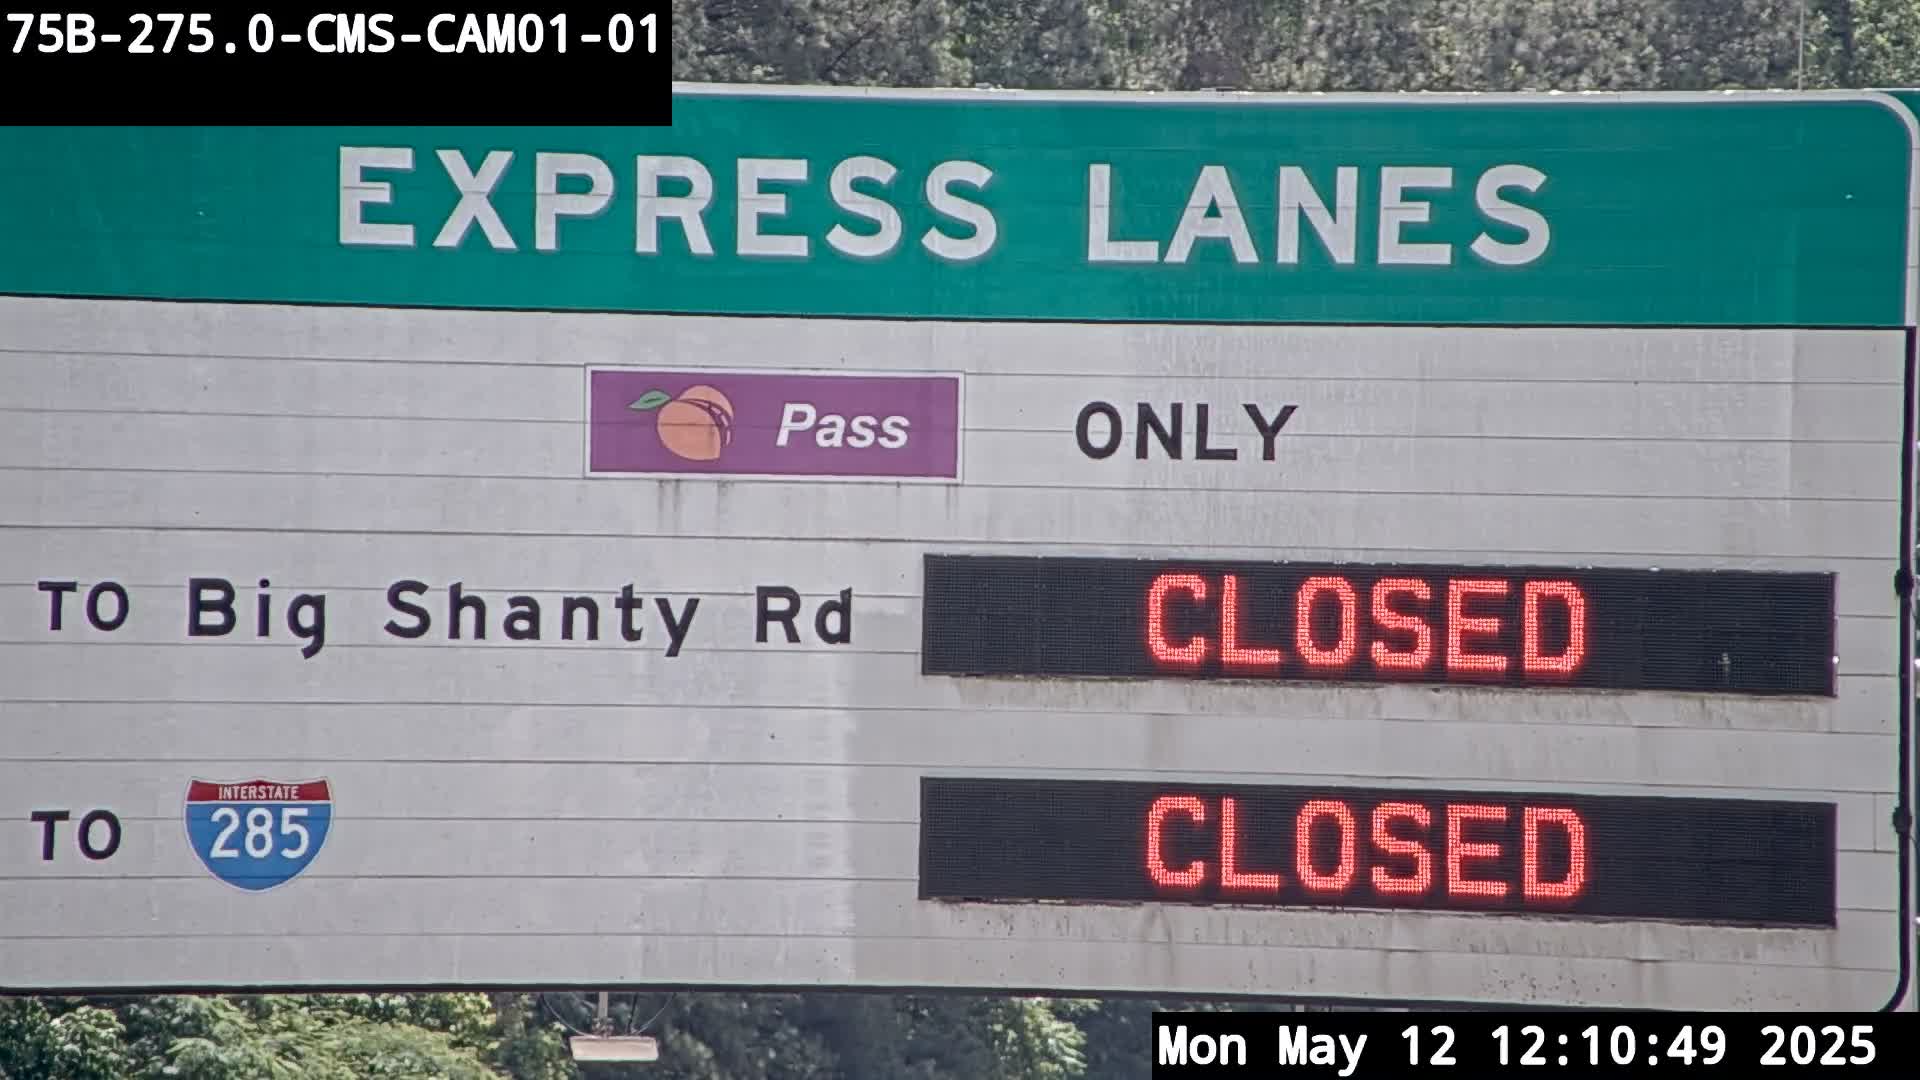 75B-275.0-CMS-CAM01-01
EXPRESS LANES
Pass ONLY
TO Big Shanty Rd CLOSED
TO INTERSTATE 285 CLOSED
Mon May 12 12:10:49 2025